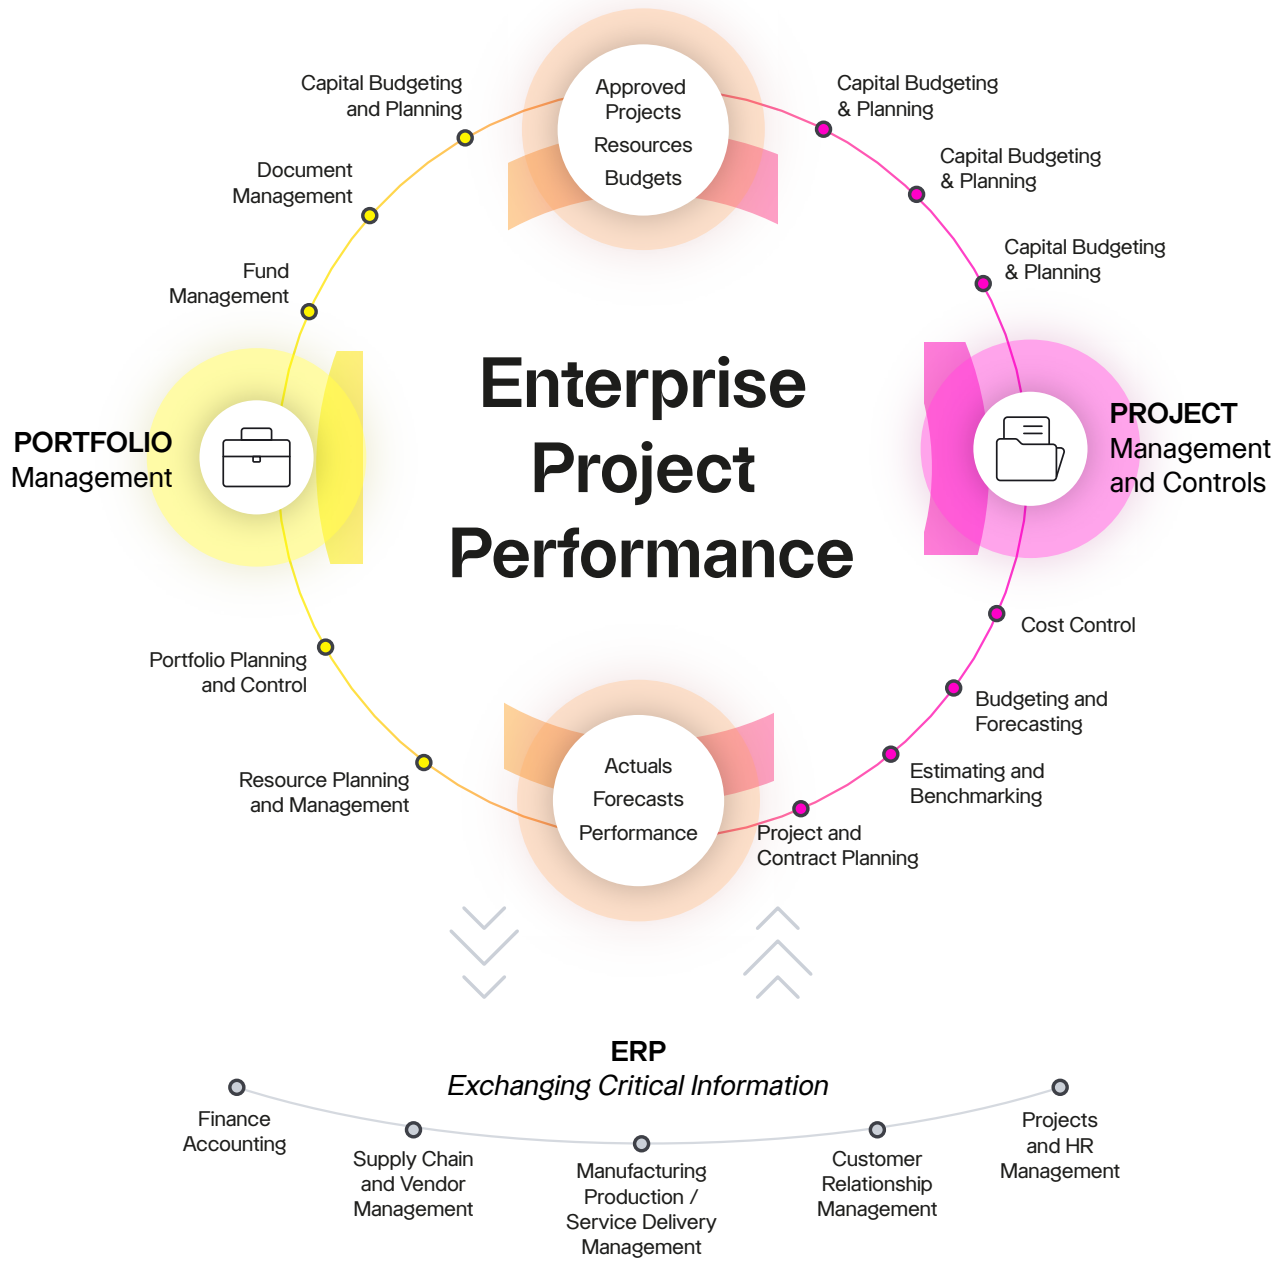 Approved
Projects
Resources
Budgets
Capital Budgeting
and Planning
Document
Management
Fund
Management
Capital Budgeting
& Planning
Capital Budgeting
& Planning
Capital Budgeting
& Planning
PORTFOLIO
Management
Enterprise
Project
Performance
PROJECT
Management
and Controls
Portfolio Planning
and Control
Resource Planning
and Management
Cost Control
Budgeting and
Forecasting
Estimating and
Benchmarking
Project and
Contract Planning
Actuals
Forecasts
Performance
ERP
Exchanging Critical Information
Finance
Accounting
Supply Chain
and Vendor
Management
Manufacturing
Production /
Service Delivery
Management
Customer
Relationship
Management
Projects
and HR
Management